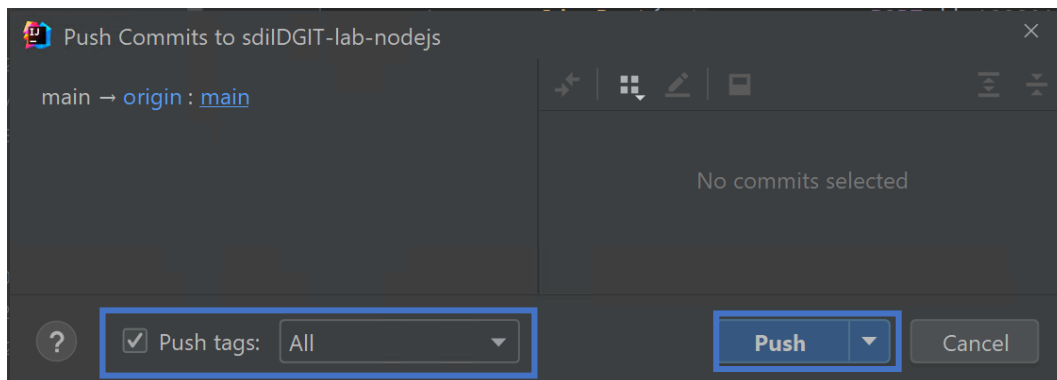 Push Commits to sdiIDGIT-lab-nodejs
main → origin : main
No commits selected
? Push tags: All Push Cancel